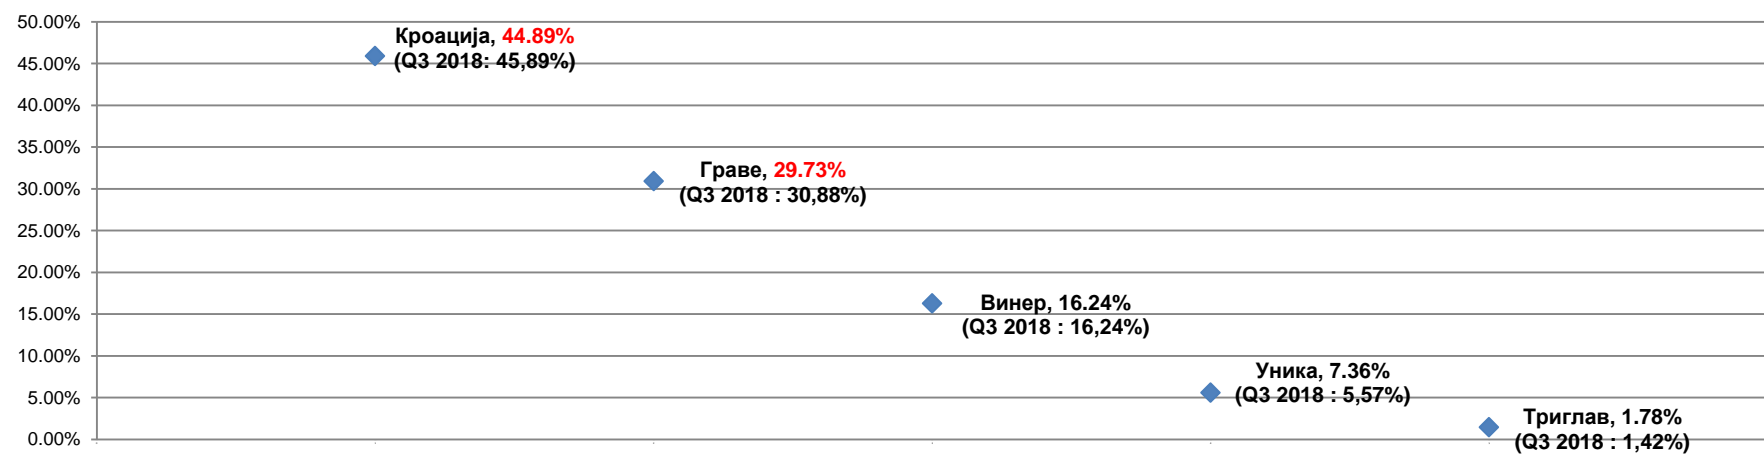 50.00%
45.00%
40.00%
35.00%
30.00%
25.00%
20.00%
15.00%
10.00%
5.00%
0.00%
Кроација, 44.89%
(Q3 2018: 45,89%)
Граве, 29.73%
(Q3 2018 : 30,88%)
Винер, 16.24%
(Q3 2018 : 16,24%)
Уника, 7.36%
(Q3 2018 : 5,57%)
Триглав, 1.78%
(Q3 2018 : 1,42%)